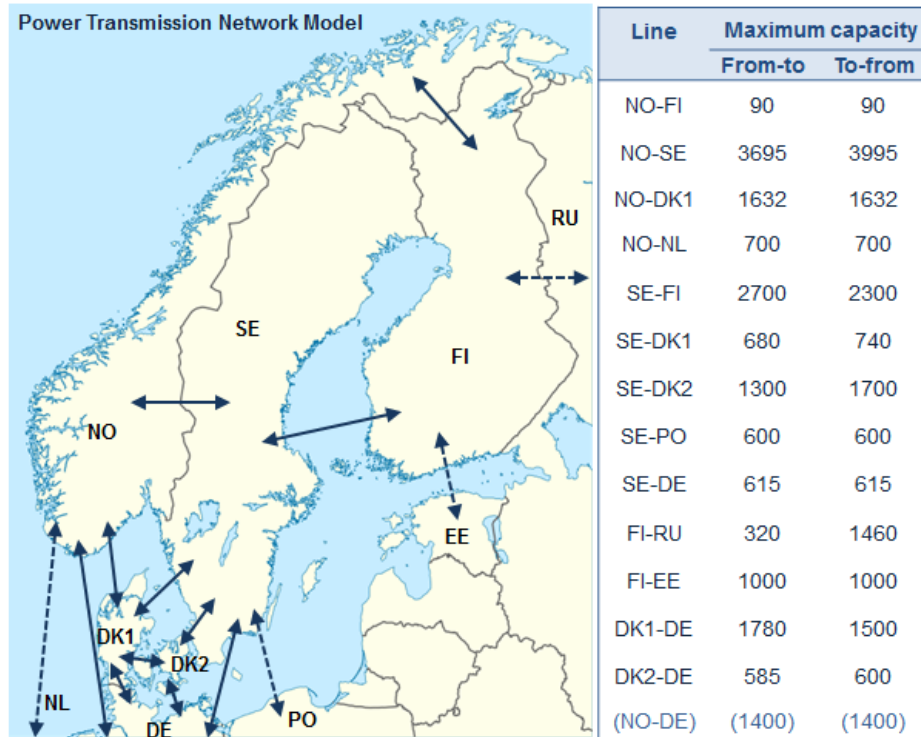 Power Transmission Network Model
RU
SE
FI
NO
EE
DK1
DK2
NL
DE
PO
Line Maximum capacity
From-to To-from
NO-FI 90 90
NO-SE 3695 3995
NO-DK1 1632 1632
NO-NL 700 700
SE-FI 2700 2300
SE-DK1 680 740
SE-DK2 1300 1700
SE-PO 600 600
SE-DE 615 615
FI-RU 320 1460
FI-EE 1000 1000
DK1-DE 1780 1500
DK2-DE 585 600
(NO-DE) (1400) (1400)